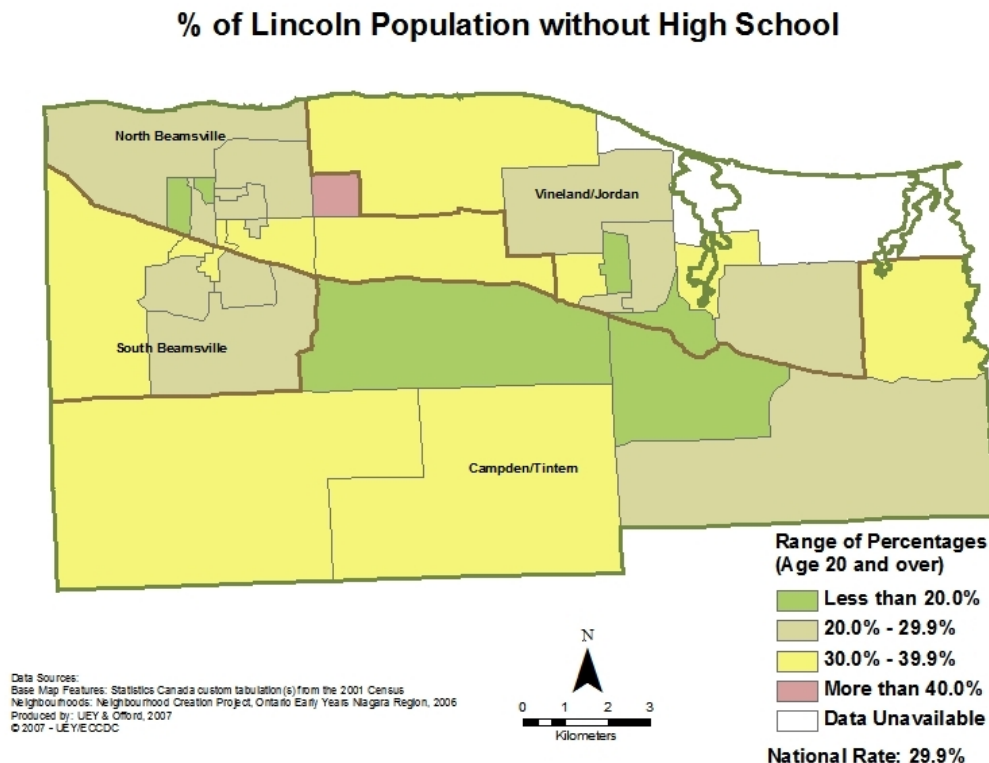 % of Lincoln Population without High School
North Beamsville
Vineland/Jordan
South Beamsville
Campden/Tintern
Range of Percentages
(Age 20 and over)
Less than 20.0%
20.0% - 29.9%
30.0% - 39.9%
More than 40.0%
Data Unavailable
National Rate: 29.9%
N
0 1 2 3
Kilometers
Data Sources:
Base Map Features: Statistics Canada custom tabulation(s) from the 2001 Census
Neighbourhoods: Neighbourhood Creation Project, Ontario Early Years Niagara Region, 2006
Produced by: UEY & Offord, 2007
© 2007 - UEY/ECCDC